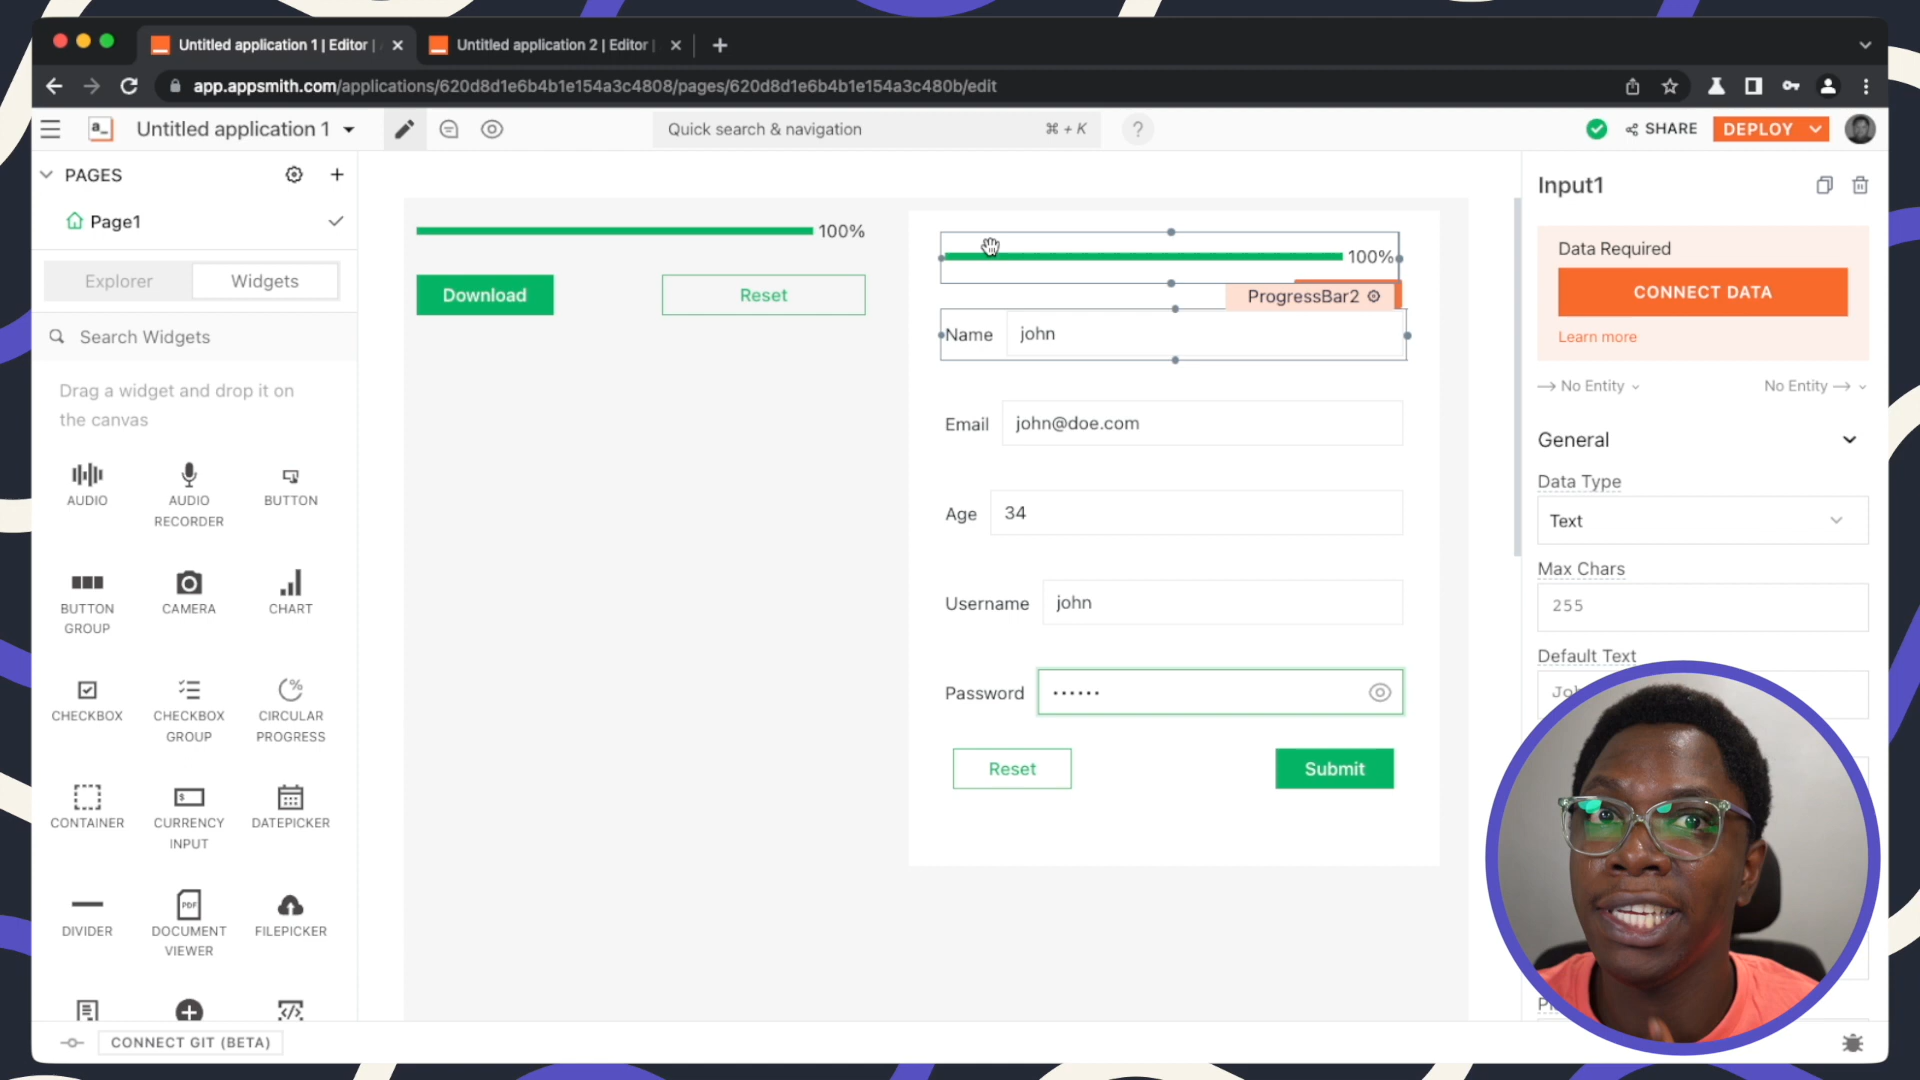 Untitled application 1 | Editor |
Untitled application 2 | Editor |
app.appsmith.com/applications/620d8d1e6b4b1e154a3c4808/pages/620d8d1e6b4b1e154a3c480b/edit
a_
Untitled application 1
Quick search & navigation
⌘ + K
?
SHARE
DEPLOY
PAGES
Page1
Explorer
Widgets
Search Widgets
Drag a widget and drop it on
the canvas
AUDIO
AUDIO
RECORDER
BUTTON
BUTTON
GROUP
CAMERA
CHART
CHECKBOX
CHECKBOX
GROUP
CIRCULAR
PROGRESS
CONTAINER
CURRENCY
INPUT
DATEPICKER
DIVIDER
PDF
DOCUMENT
VIEWER
FILEPICKER
CONNECT GIT (BETA)
100%
Download
Reset
100%
ProgressBar2
Name
john
Email
john@doe.com
Age
34
Username
john
Password
••••••
Reset
Submit
Input1
Data Required
CONNECT DATA
Learn more
No Entity
No Entity
General
Data Type
Text
Max Chars
255
Default Text